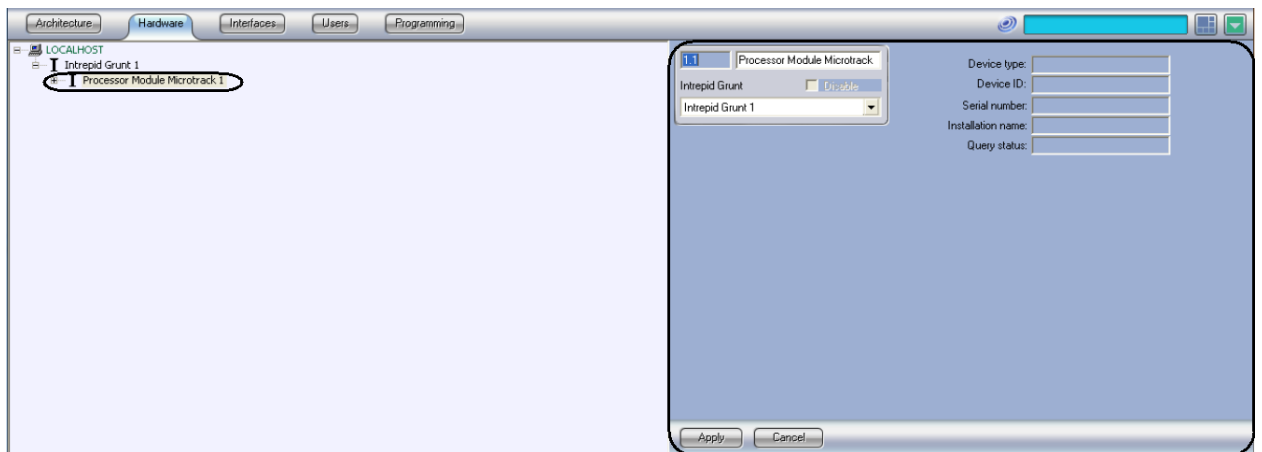 Architecture Hardware Interfaces Users Programming
LOCALHOST
Intrepid Grunt 1
Processor Module Microtrack 1
1.1 Processor Module Microtrack
Intrepid Grunt Disable
Intrepid Grunt 1
Device type:
Device ID:
Serial number:
Installation name:
Query status:
Apply Cancel